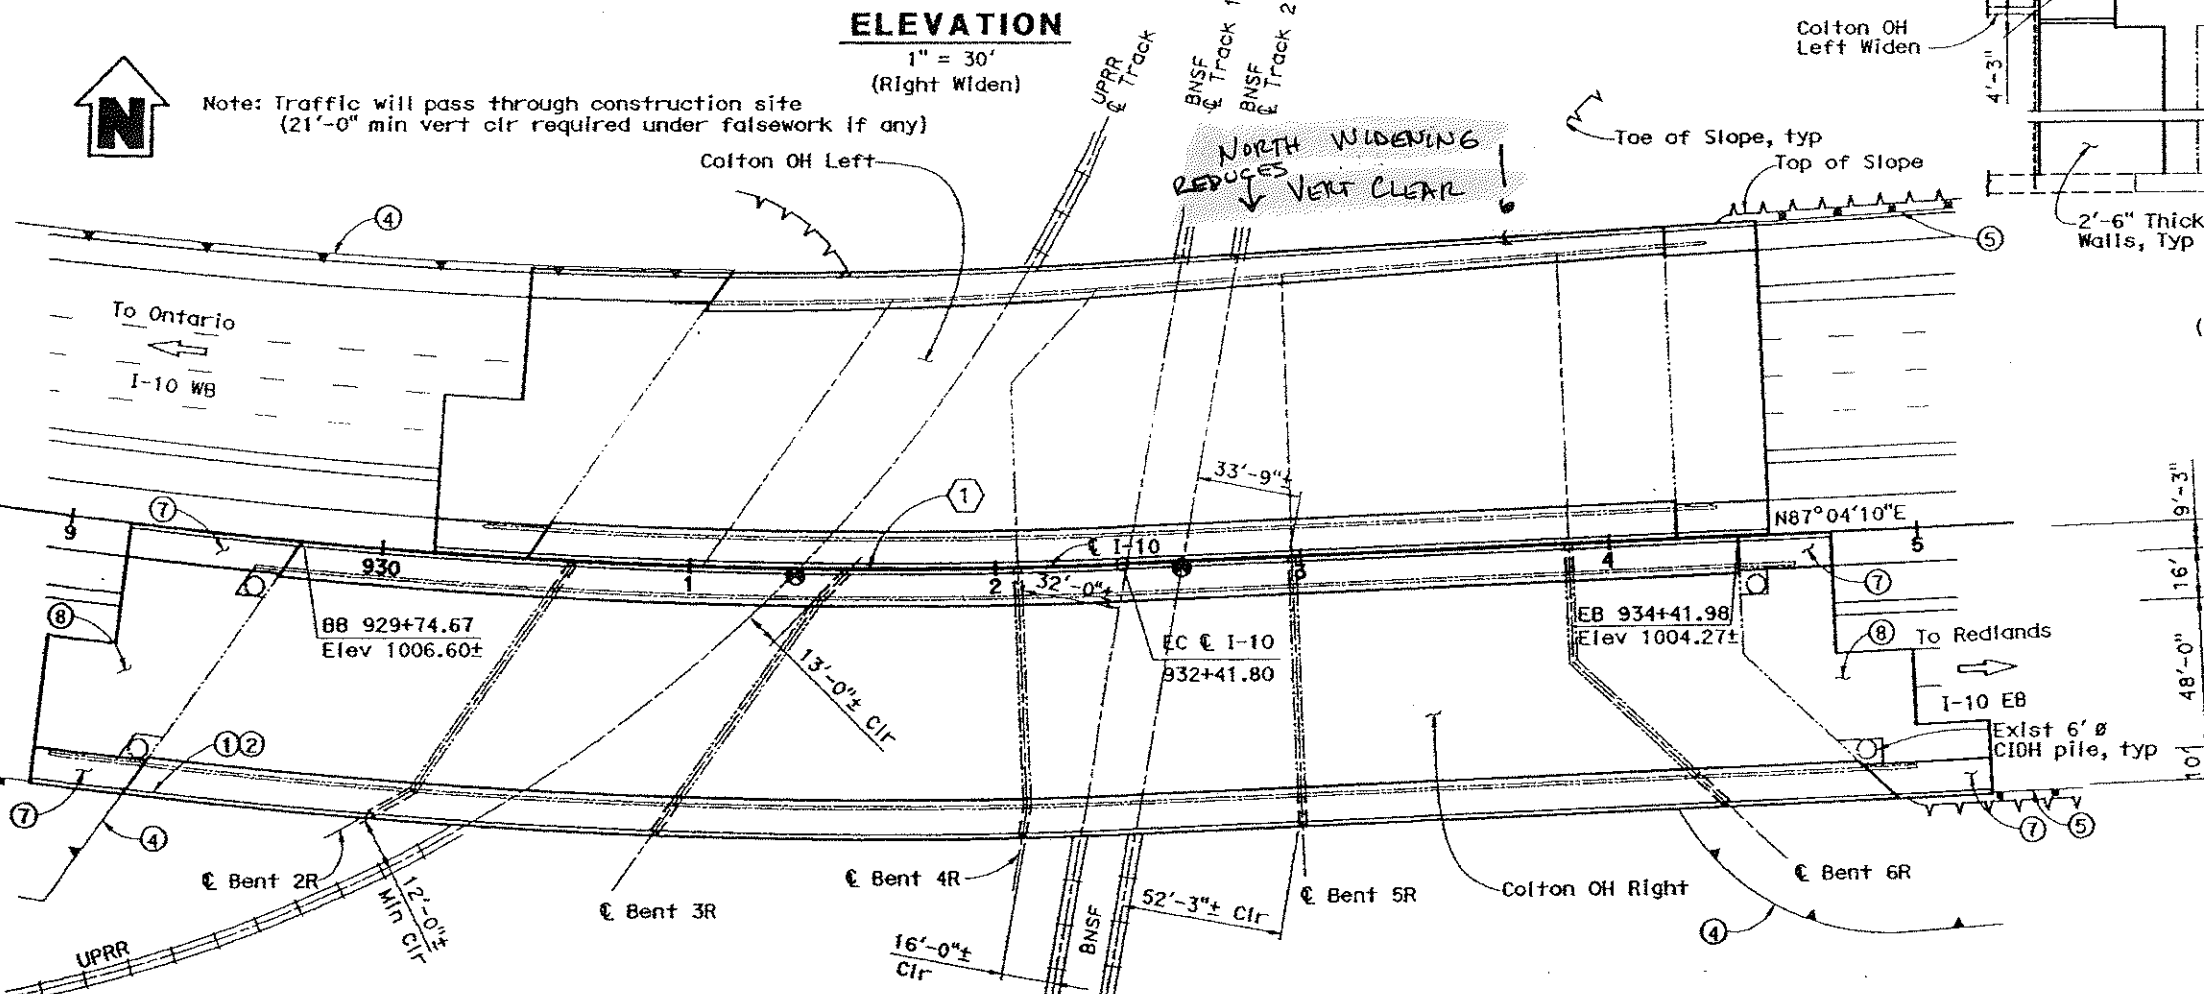 ELEVATION
1" = 30'
(Right Widen)
N
Note: Traffic will pass through construction site
(21'-0" min vert clr required under falsework if any)
UPRR
℄ Track
BNSF
℄ Track 1
BNSF
℄ Track 2
Colton OH
Left Widen
4'-3"
NORTH WIDENING
REDUCES
VERT CLEAR
!
Toe of Slope, typ
Top of Slope
Colton OH Left
2'-6" Thick
Walls, Typ
4
5
To Ontario
I-10 WB
33'-9"±
1
7
N87°04'10"E
9'-3"
9
930
1
2
3
4
5
℄ I-10
32'-0"±
16'
7
8
BB 929+74.67
Elev 1006.60±
EC ℄ I-10
932+41.80
EB 934+41.98
Elev 1004.27±
8
To Redlands
I-10 EB
48'-0"
13'-0"± Clr
Exist 6' Ø
CIDH pile, typ
10'
1
2
7
4
7
5
℄ Bent 2R
12'-0"±
Min Clr
℄ Bent 3R
℄ Bent 4R
℄ Bent 5R
Colton OH Right
℄ Bent 6R
52'-3"± Clr
BNSF
16'-0"±
Clr
UPRR
4